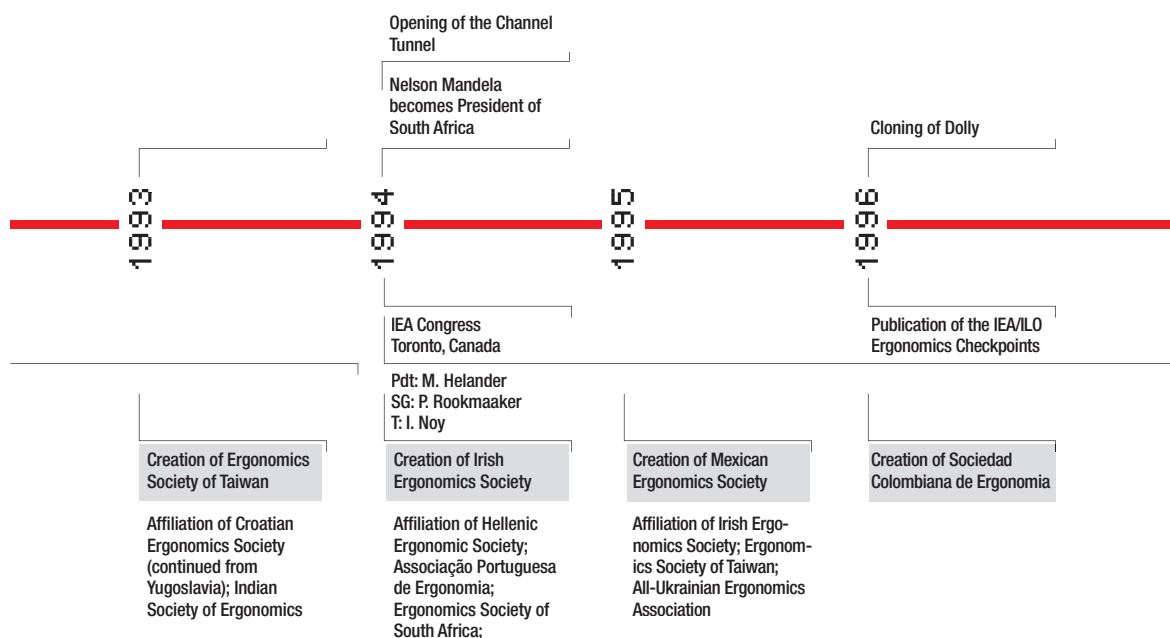 Opening of the Channel
Tunnel
Nelson Mandela
becomes President of
South Africa
Cloning of Dolly
1993
1994
1995
1996
IEA Congress
Toronto, Canada
Publication of the IEA/ILO
Ergonomics Checkpoints
Pdt: M. Helander
SG: P. Rookmaaker
T: I. Noy
Creation of Ergonomics
Society of Taiwan
Creation of Irish
Ergonomics Society
Creation of Mexican
Ergonomics Society
Creation of Sociedad
Colombiana de Ergonomia
Affiliation of Croatian
Ergonomics Society
(continued from
Yugoslavia); Indian
Society of Ergonomics
Affiliation of Hellenic
Ergonomic Society;
Associação Portuguesa
de Ergonomia;
Ergonomics Society of
South Africa;
Affiliation of Irish Ergo-
nomics Society; Ergonom-
ics Society of Taiwan;
All-Ukrainian Ergonomics
Association